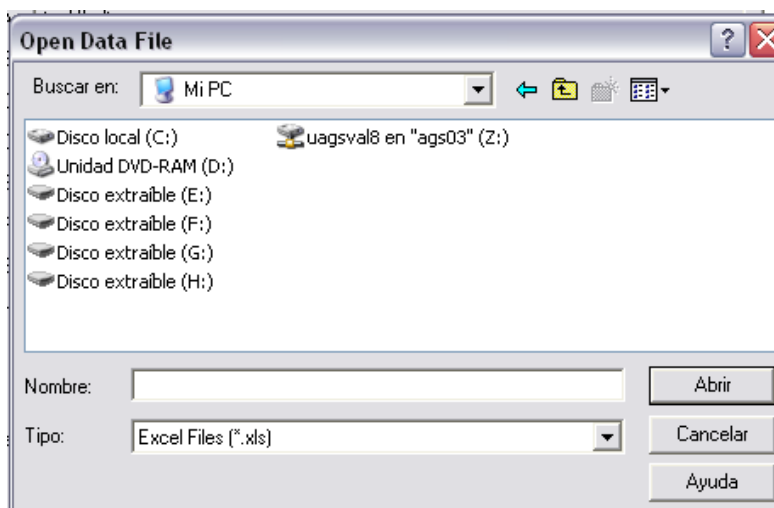 Open Data File
Buscar en: Mi PC
Disco local (C:) uagsval8 en "ags03" (Z:)
Unidad DVD-RAM (D:)
Disco extraíble (E:)
Disco extraíble (F:)
Disco extraíble (G:)
Disco extraíble (H:)
Nombre: Abrir
Tipo: Excel Files (*.xls) Cancelar
Ayuda